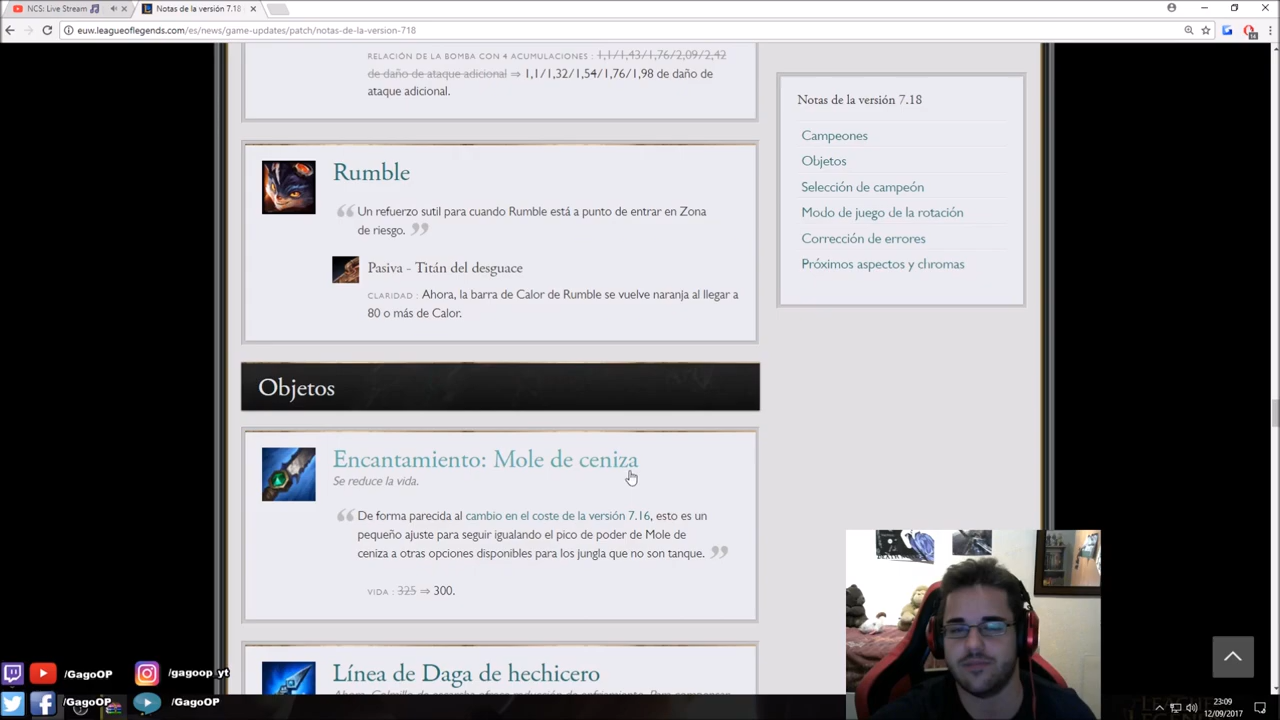 NCS: Live Stream
Notas de la versión 7.18
euw.leagueoflegends.com/es/news/game-updates/patch/notas-de-la-version-718
RELACIÓN DE LA BOMBA CON 4 ACUMULACIONES : 1,1/1,43/1,76/2,09/2,42
de daño de ataque adicional ⇒ 1,1/1,32/1,54/1,76/1,98 de daño de
ataque adicional.
Rumble
Un refuerzo sutil para cuando Rumble está a punto de entrar en Zona
de riesgo.
Pasiva - Titán del desguace
CLARIDAD : Ahora, la barra de Calor de Rumble se vuelve naranja al llegar a
80 o más de Calor.
Objetos
Encantamiento: Mole de ceniza
Se reduce la vida.
De forma parecida al cambio en el coste de la versión 7.16, esto es un
pequeño ajuste para seguir igualando el pico de poder de Mole de
ceniza a otras opciones disponibles para los jungla que no son tanque.
VIDA : 325 ⇒ 300.
Línea de Daga de hechicero
Notas de la versión 7.18
Campeones
Objetos
Selección de campeón
Modo de juego de la rotación
Corrección de errores
Próximos aspectos y chromas
/GagoOP
/gagoop_yt
/GagoOP
/GagoOP
23:09
12/09/2017